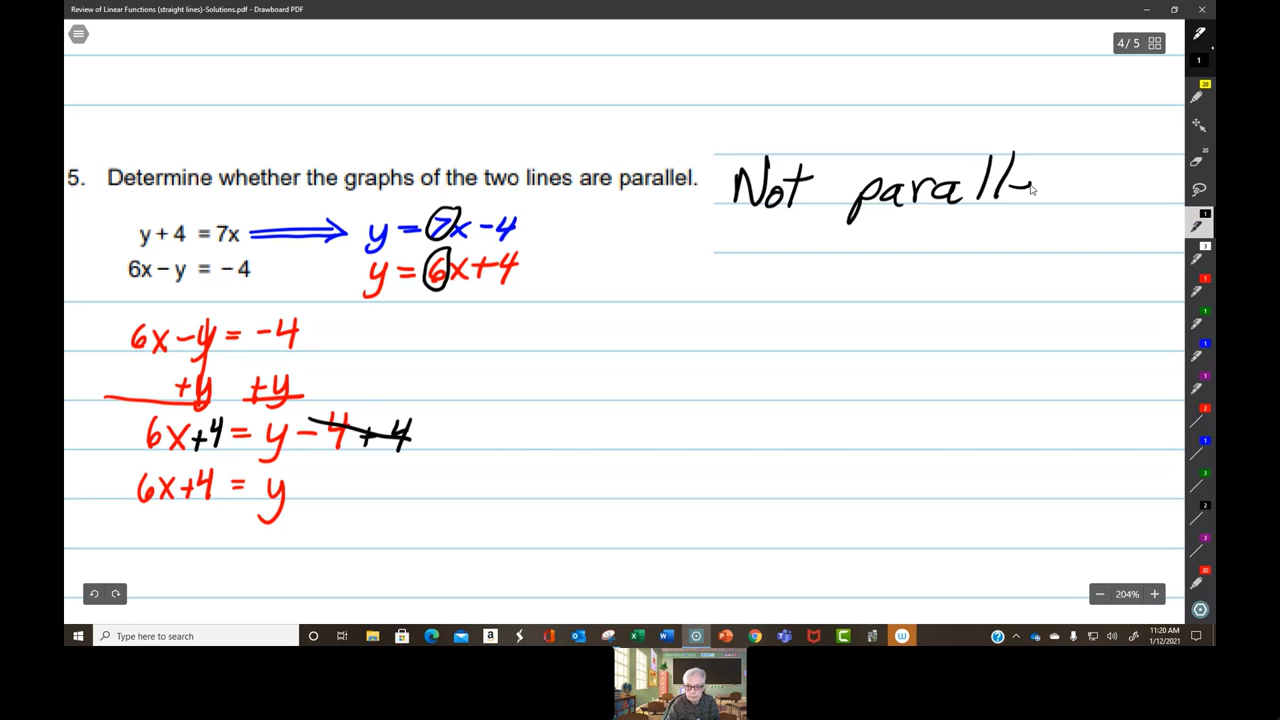 Review of Linear Functions (straight lines)-Solutions.pdf - Drawboard PDF
4 / 5
5. Determine whether the graphs of the two lines are parallel.
Not parall
y + 4 = 7x ⟹ y = 7x - 4
6x - y = - 4 y = 6x + 4
6x - y = -4
+y +y
6x + 4 = y - 4 + 4
6x + 4 = y
204%
Type here to search
11:20 AM
1/12/2021